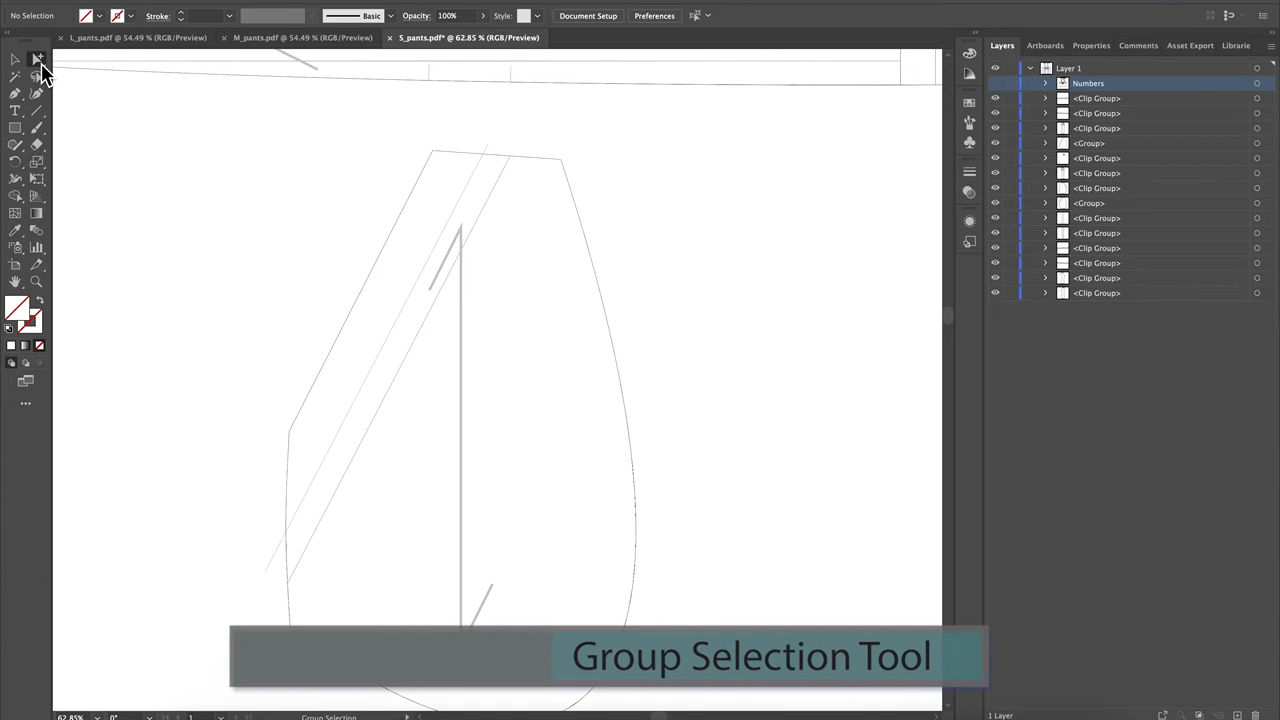 No Selection
Stroke:
Basic
Opacity:
100%
Style:
Document Setup
Preferences
L_pants.pdf @ 54.49 % (RGB/Preview)
M_pants.pdf @ 54.49 % (RGB/Preview)
S_pants.pdf* @ 62.85 % (RGB/Preview)
Layers
Artboards
Properties
Comments
Asset Export
Librarie
Layer 1
Numbers
<Clip Group>
<Clip Group>
<Clip Group>
<Group>
<Clip Group>
<Clip Group>
<Clip Group>
<Group>
<Clip Group>
<Clip Group>
<Clip Group>
<Clip Group>
<Clip Group>
<Clip Group>
Group Selection Tool
62.85%
0°
1
Group Selection
1 Layer